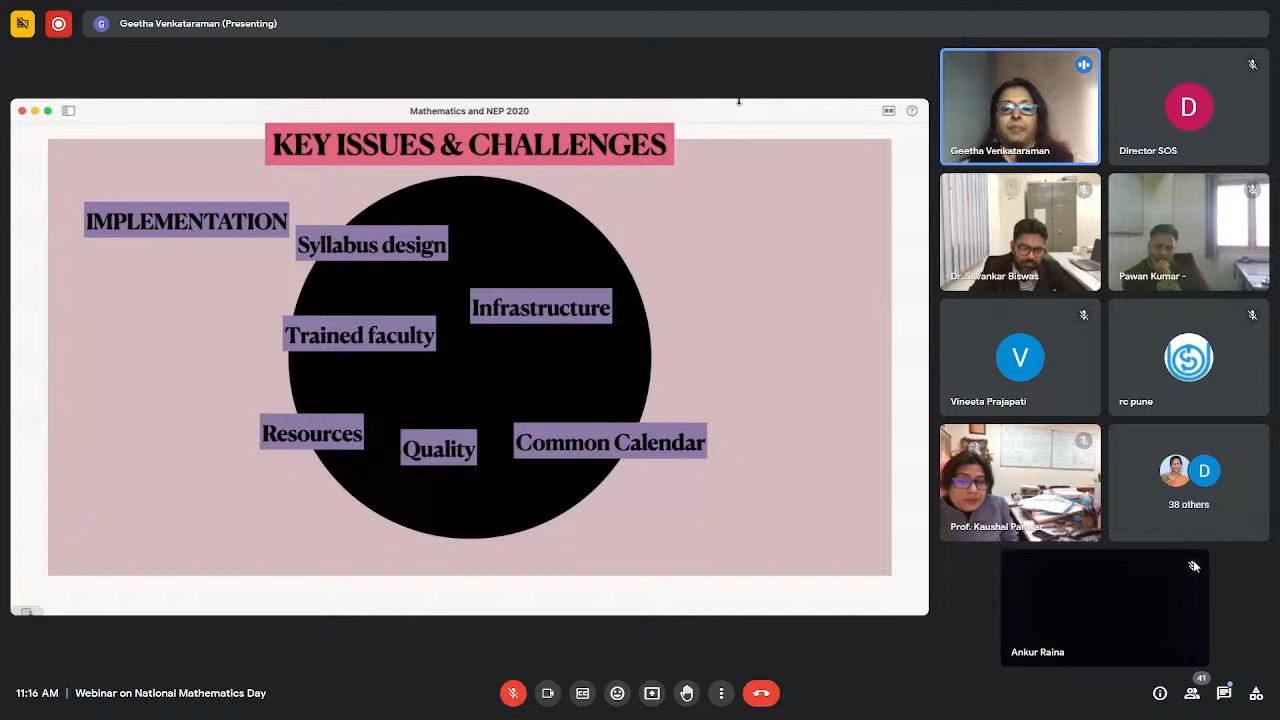 G Geetha Venkataraman (Presenting)
Mathematics and NEP 2020
KEY ISSUES & CHALLENGES
IMPLEMENTATION
Syllabus design
Infrastructure
Trained faculty
Resources
Quality
Common Calendar
Geetha Venkataraman
D
Director SOS
Dr. Suvankar Biswas
Pawan Kumar -
V
Vineeta Prajapati
rc pune
Prof. Kaushal Panwar
D
38 others
Ankur Raina
11:16 AM | Webinar on National Mathematics Day
41